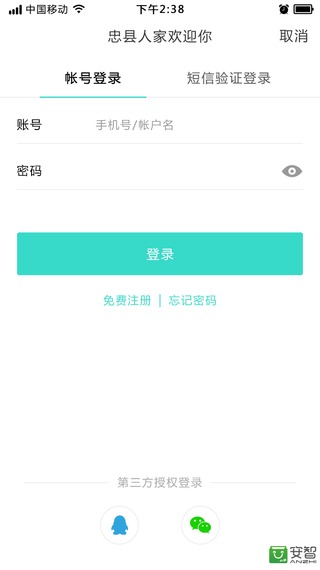 中国移动 下午2:38
忠县人家欢迎你 取消
帐号登录 短信验证登录
账号 手机号/帐户名
密码
登录
免费注册 | 忘记密码
第三方授权登录
安智
ANZHI